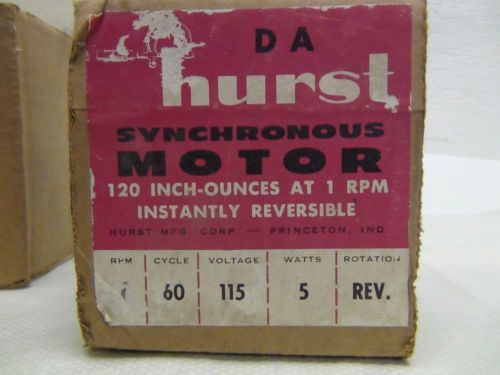 DA
hurst
SYNCHRONOUS
MOTOR
120 INCH-OUNCES AT 1 RPM
INSTANTLY REVERSIBLE
HURST MFG. CORP. — PRINCETON, IND.
RPM CYCLE VOLTAGE WATTS ROTATION
60 115 5 REV.